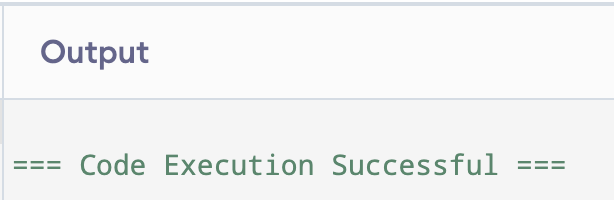 Output
=== Code Execution Successful ===